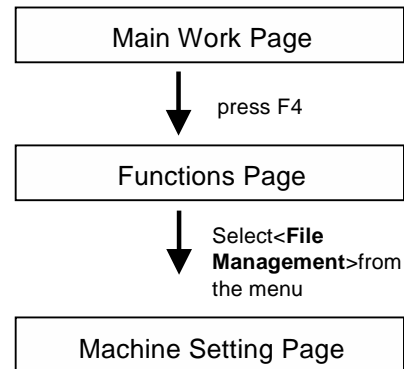 Main Work Page
press F4
Functions Page
Select<File
Management>from
the menu
Machine Setting Page